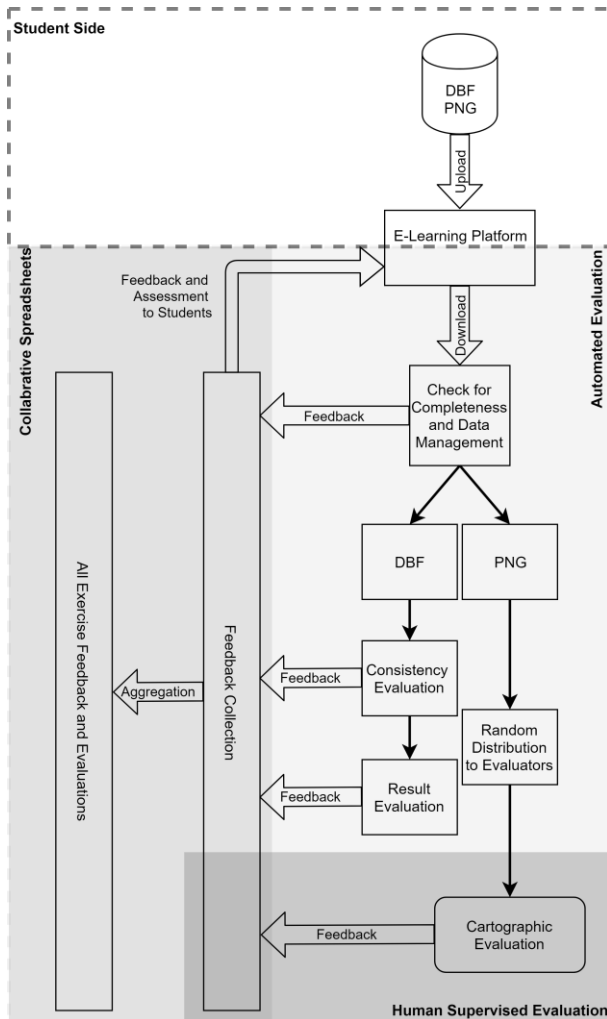 Student Side
DBF
PNG
Upload
E-Learning Platform
Feedback and
Assessment
to Students
Download
Collabrative Spreadsheets
Automated Evaluation
Check for
Completeness
and Data
Management
Feedback
DBF
PNG
All Exercise Feedback and Evaluations
Aggregation
Feedback Collection
Feedback
Consistency
Evaluation
Random
Distribution
to Evaluators
Feedback
Result
Evaluation
Feedback
Cartographic
Evaluation
Human Supervised Evaluation